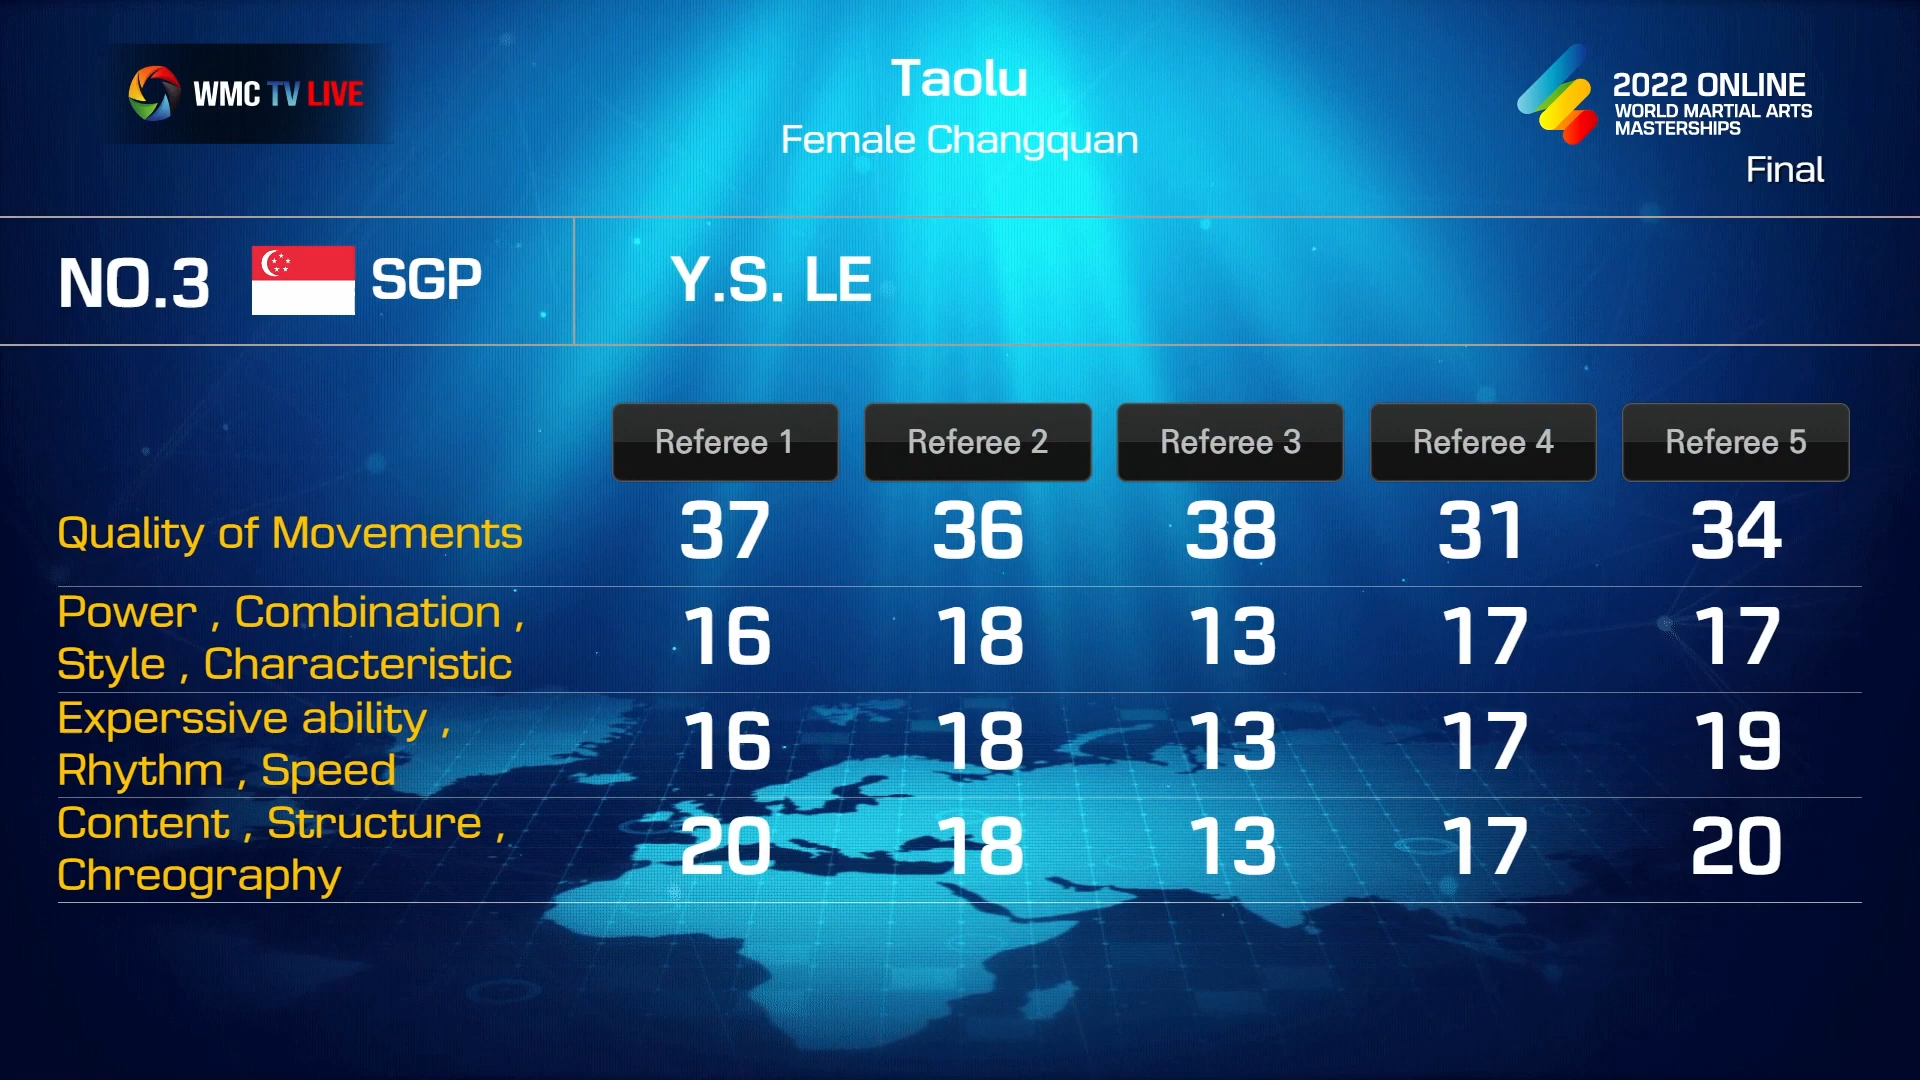 WMC TV LIVE
Taolu
Female Changquan
2022 ONLINE
WORLD MARTIAL ARTS
MASTERSHIPS
Final
NO.3 SGP Y.S. LE
Referee 1 Referee 2 Referee 3 Referee 4 Referee 5
Quality of Movements 37 36 38 31 34
Power , Combination ,
Style , Characteristic 16 18 13 17 17
Experssive ability ,
Rhythm , Speed 16 18 13 17 19
Content , Structure ,
Chreography 20 18 13 17 20